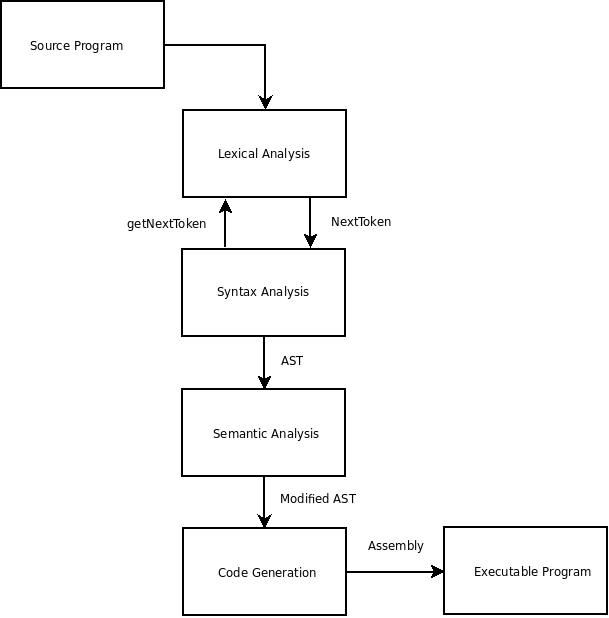 Source Program
Lexical Analysis
getNextToken
NextToken
Syntax Analysis
AST
Semantic Analysis
Modified AST
Code Generation
Assembly
Executable Program